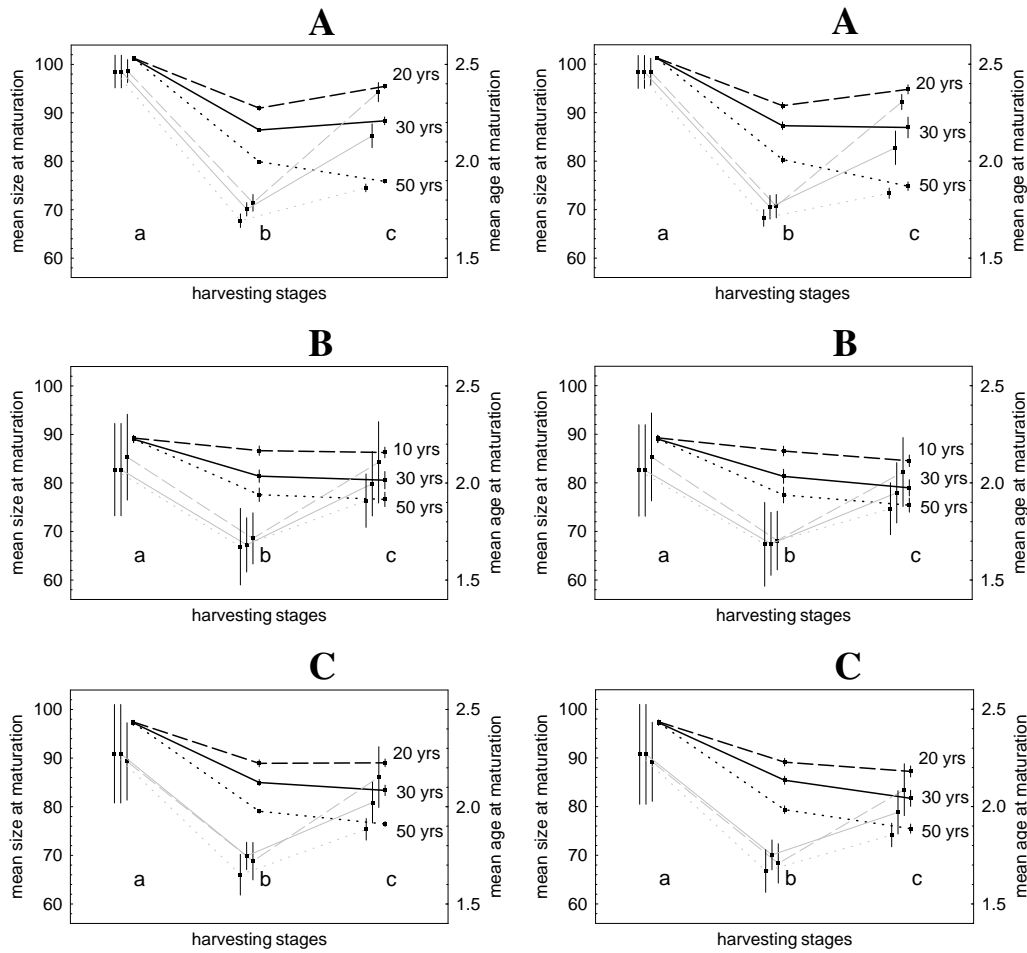 A
mean size at maturation
100
90
80
70
60
a
b
c
20 yrs
30 yrs
50 yrs
2.5
2.0
1.5
mean age at maturation
harvesting stages
A
mean size at maturation
100
90
80
70
60
a
b
c
20 yrs
30 yrs
50 yrs
2.5
2.0
1.5
mean age at maturation
harvesting stages
B
mean size at maturation
100
90
80
70
60
a
b
c
10 yrs
30 yrs
50 yrs
2.5
2.0
1.5
mean age at maturation
harvesting stages
B
mean size at maturation
100
90
80
70
60
a
b
c
10 yrs
30 yrs
50 yrs
2.5
2.0
1.5
mean age at maturation
harvesting stages
C
mean size at maturation
100
90
80
70
60
a
b
c
20 yrs
30 yrs
50 yrs
2.5
2.0
1.5
mean age at maturation
harvesting stages
C
mean size at maturation
100
90
80
70
60
a
b
c
20 yrs
30 yrs
50 yrs
2.5
2.0
1.5
mean age at maturation
harvesting stages